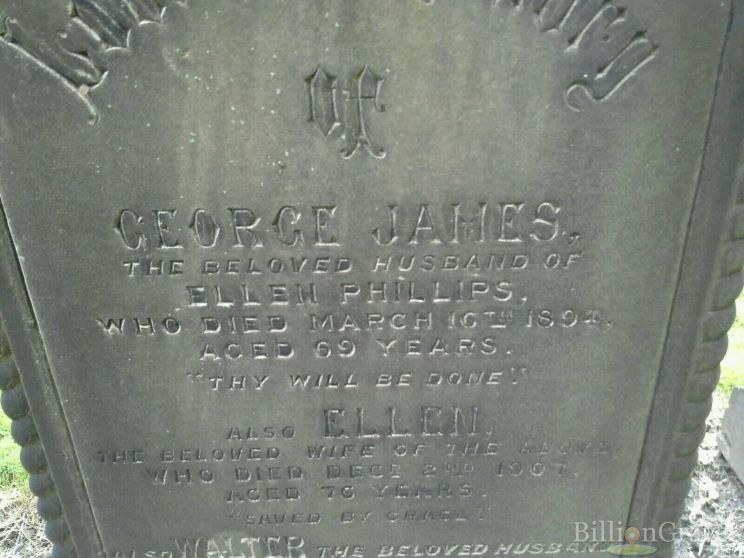 of
GEORGE JAMES,
THE BELOVED HUSBAND OF
ELLEN PHILLIPS,
WHO DIED MARCH 16TH 1894,
AGED 69 YEARS.
"THY WILL BE DONE."
ALSO ELLEN,
THE BELOVED WIFE OF THE ABOVE
WHO DIED DECR 2ND 1907,
AGED 76 YEARS.
"SAVED BY GRACE"
ALSO WALTER THE BELOVED HUSBAND
BillionGraves